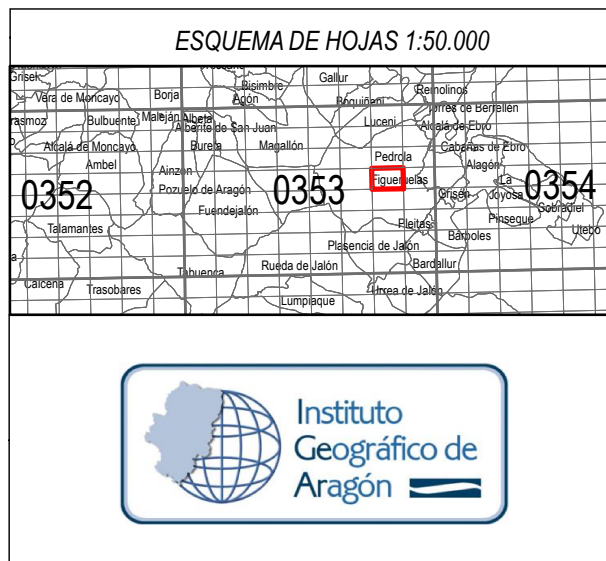 ESQUEMA DE HOJAS 1:50.000
Grisel
Bisimbre
Gallur
Remolinos
Vera de Moncayo
Borja
Agón
Boquiñeni
Torres de Berrellén
Bulbuente
Maleján
Albeta
Alberite de San Juan
Luceni
Alcalá de Ebro
Alcalá de Moncayo
Bureta
Magallón
Cabañas de Ebro
Ambel
Pedrola
Alagón
Ainzón
Figueruelas
La Joyosa
0352
Pozuelo de Aragón
0353
Grisén
0354
Fuendejalón
Pinseque
Sobradiel
Talamantes
Pleitas
Bárboles
Utebo
Plasencia de Jalón
Tabuenca
Rueda de Jalón
Bardallur
Calcena
Trasobares
Urrea de Jalón
Lumpiaque
Instituto
Geográfico de
Aragón